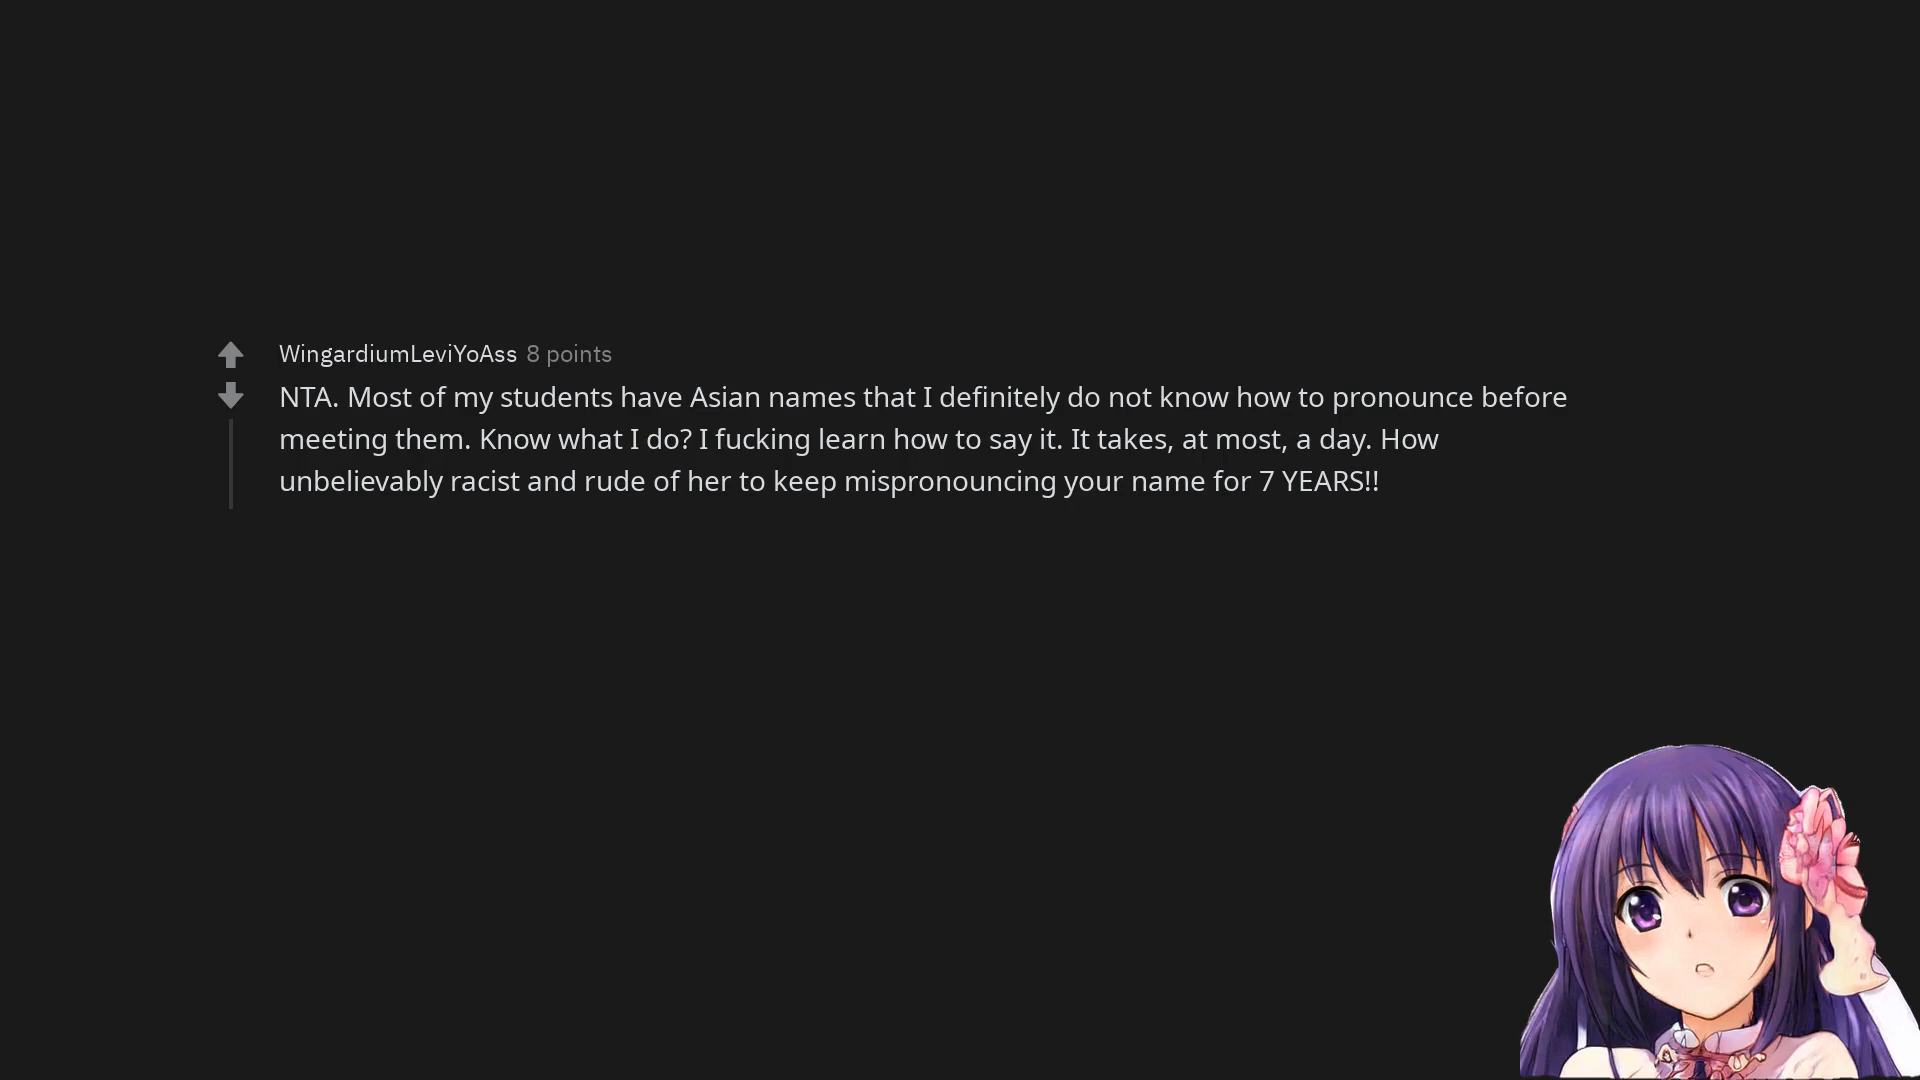 WingardiumLeviYoAss 8 points
NTA. Most of my students have Asian names that I definitely do not know how to pronounce before
meeting them. Know what I do? I fucking learn how to say it. It takes, at most, a day. How
unbelievably racist and rude of her to keep mispronouncing your name for 7 YEARS!!